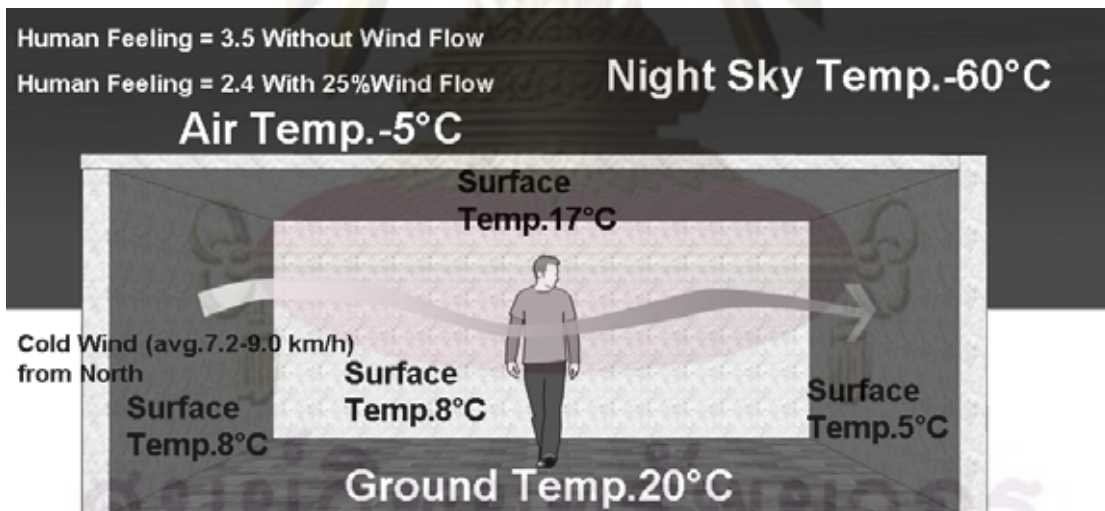 Human Feeling = 3.5 Without Wind Flow
Human Feeling = 2.4 With 25%Wind Flow
Night Sky Temp.-60°C
Air Temp.-5°C
Surface
Temp.17°C
Cold Wind (avg.7.2-9.0 km/h)
from North
Surface
Temp.8°C
Surface
Temp.8°C
Surface
Temp.5°C
Ground Temp.20°C